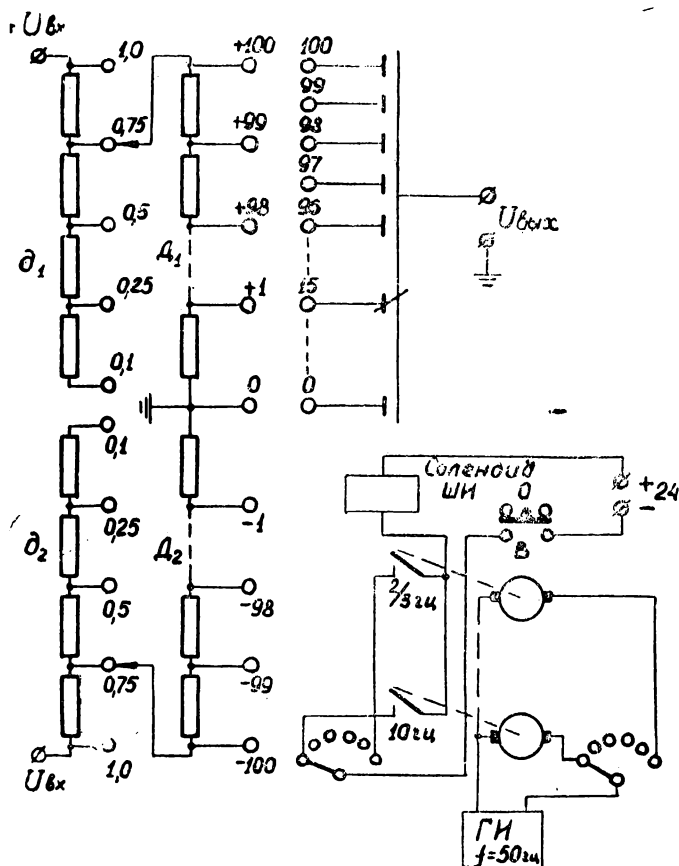 Uвх
1,0
+100
100
99
0,75
+99
98
97
0,5
+98
96
Uвых
д₁
Д₁
0,25
+1
15
0,1
0
0
0,1
Соленоид
ШИ
0
+24
-
В
0,25
-1
д₂
Д₂
2/3гц
0,5
-98
0,75
-99
10гц
Uвх
1,0
-100
ГИ
f=50гц